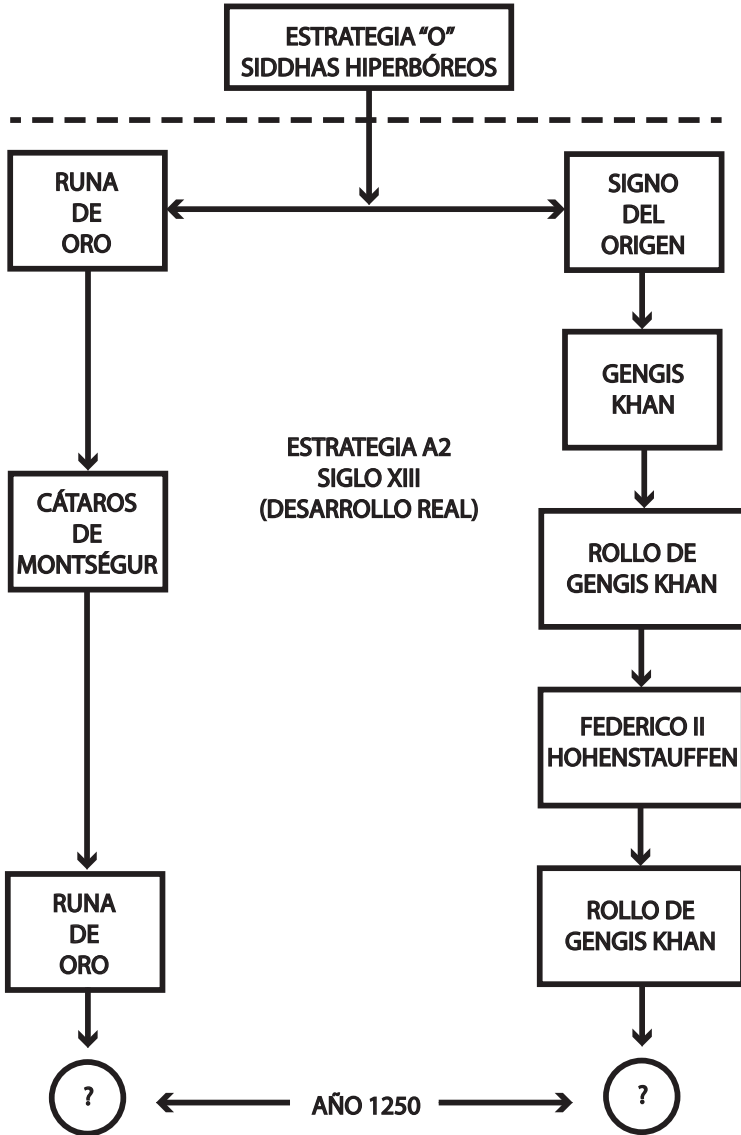 ESTRATEGIA “O”
SIDDHAS HIPERBÓREOS
RUNA
DE
ORO
SIGNO
DEL
ORIGEN
GENGIS
KHAN
ESTRATEGIA A2
SIGLO XIII
(DESARROLLO REAL)
CÁTAROS
DE
MONTSÉGUR
ROLLO DE
GENGIS KHAN
FEDERICO II
HOHENSTAUFFEN
RUNA
DE
ORO
ROLLO DE
GENGIS KHAN
?
AÑO 1250
?